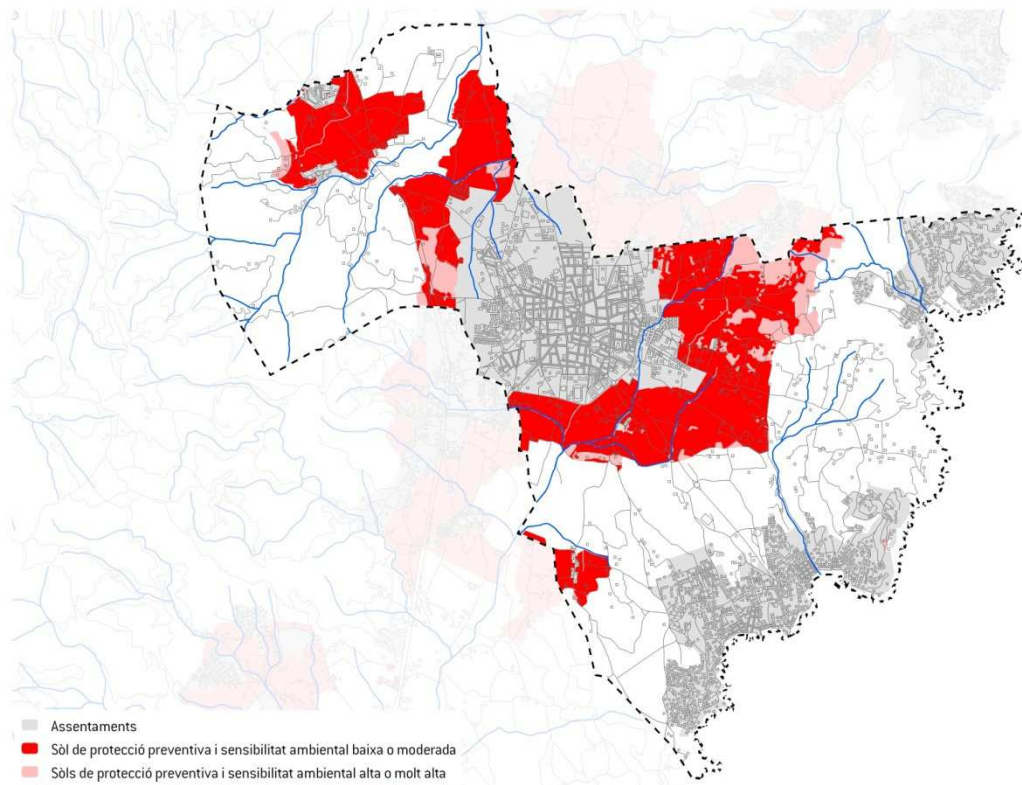 Assentaments
Sòl de protecció preventiva i sensibilitat ambiental baixa o moderada
Sòls de protecció preventiva i sensibilitat ambiental alta o molt alta